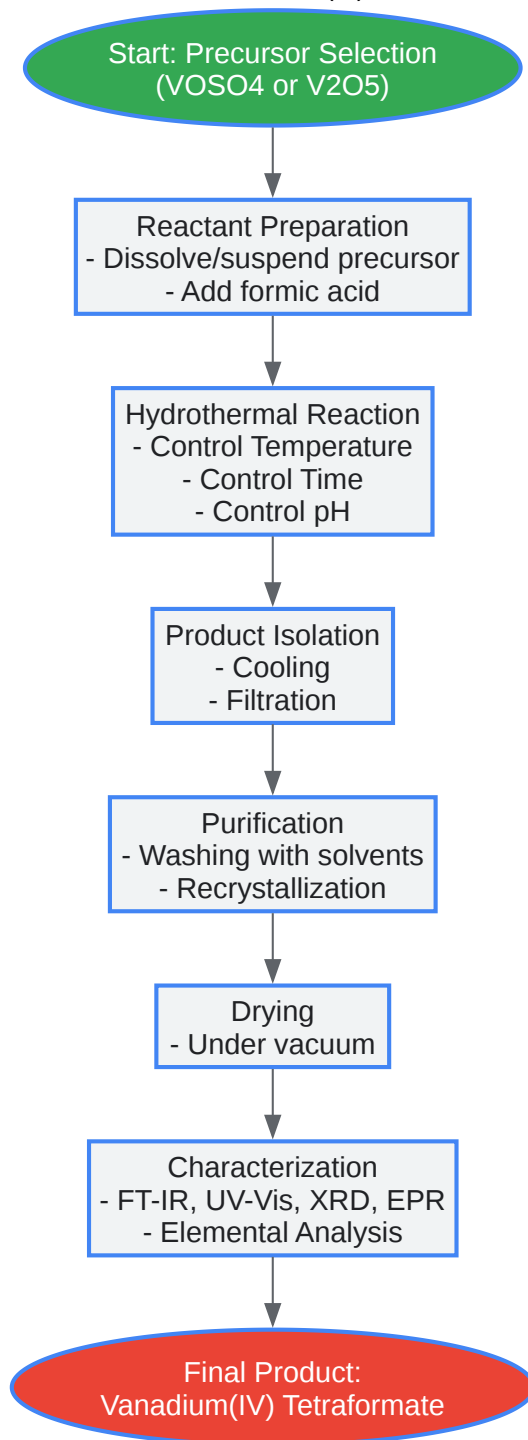 Start: Precursor Selection
(VOSO4 or V2O5)
Reactant Preparation
- Dissolve/suspend precursor
- Add formic acid
Hydrothermal Reaction
- Control Temperature
- Control Time
- Control pH
Product Isolation
- Cooling
- Filtration
Purification
- Washing with solvents
- Recrystallization
Drying
- Under vacuum
Characterization
- FT-IR, UV-Vis, XRD, EPR
- Elemental Analysis
Final Product:
Vanadium(IV) Tetraformate